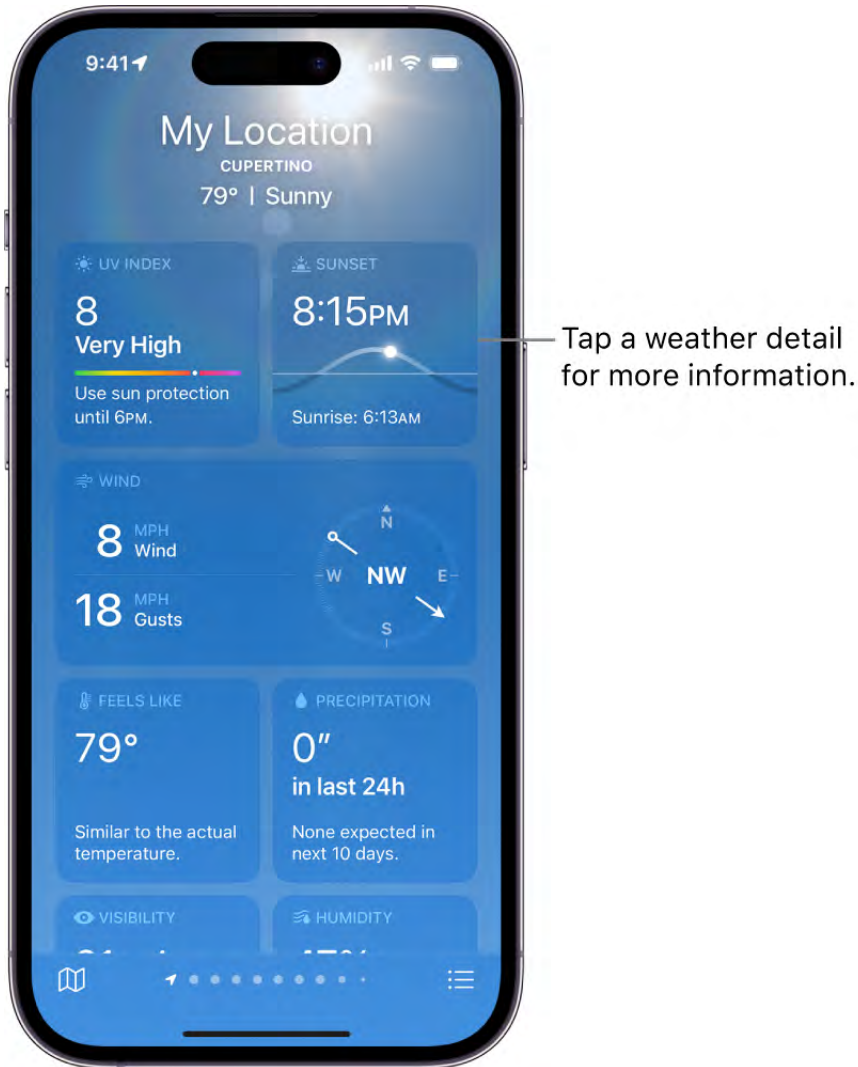 9:41
My Location
CUPERTINO
79° | Sunny
UV INDEX
8
Very High
Use sun protection
until 6PM.
SUNSET
8:15PM
Sunrise: 6:13AM
Tap a weather detail
for more information.
WIND
8 MPH
Wind
18 MPH
Gusts
N
W NW E
S
FEELS LIKE
79°
Similar to the actual
temperature.
PRECIPITATION
0″
in last 24h
None expected in
next 10 days.
VISIBILITY
HUMIDITY